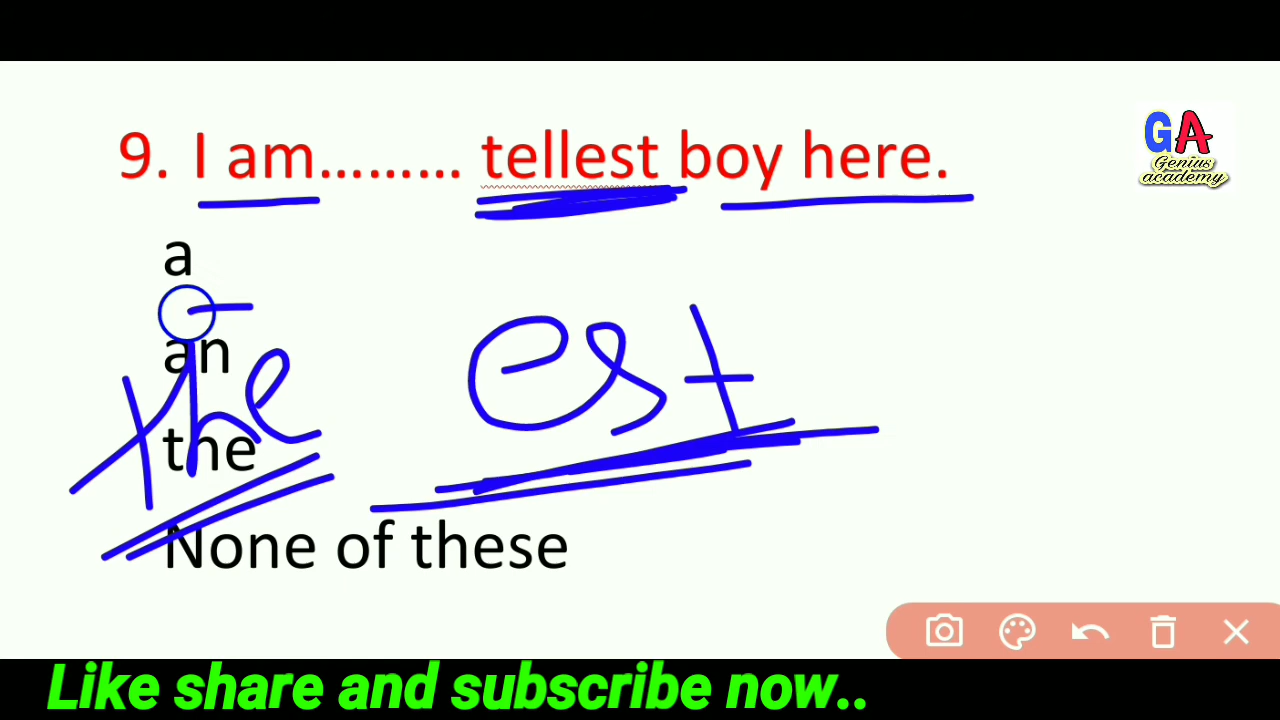 9. I am......... tellest boy here.
GA
Genius
academy
a
an
the
the
est
None of these
Like share and subscribe now..